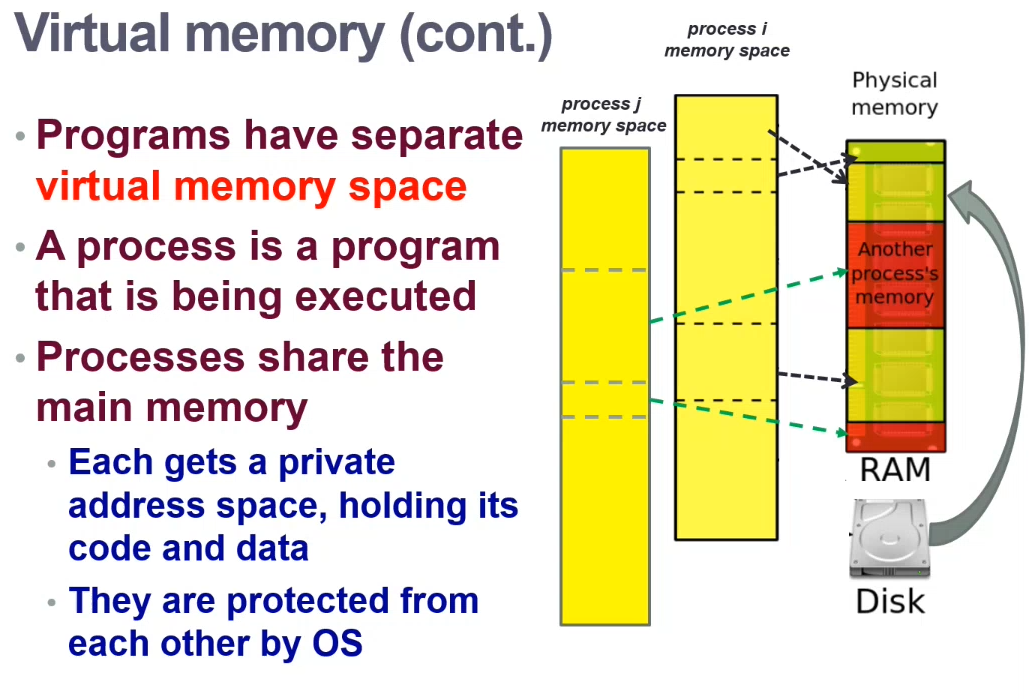 Virtual memory (cont.)
• Programs have separate
virtual memory space
• A process is a program
that is being executed
• Processes share the
main memory
• Each gets a private
address space, holding its
code and data
• They are protected from
each other by OS
process j
memory space
process i
memory space
Physical
memory
Another
process's
memory
RAM
Disk